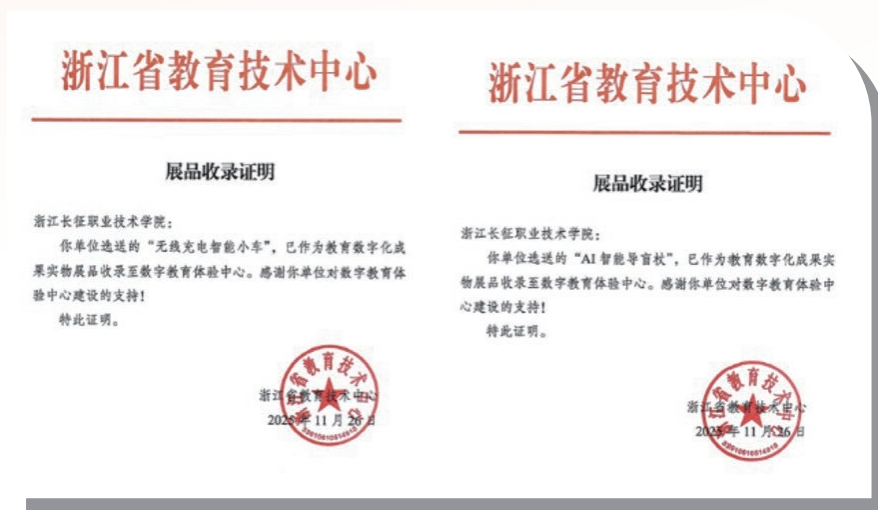 浙江省教育技术中心
展品收录证明
浙江长征职业技术学院：
你单位选送的“无线充电智能小车”，已作为教育数字化成
果实物展品收录至数字教育体验中心。感谢你单位对数字教育体
验中心建设的支持！
特此证明。
浙江省教育技术中心
2025年11月26日
浙江省教育技术中心
展品收录证明
浙江长征职业技术学院：
你单位选送的“AI智能导盲杖”，已作为教育数字化成果实
物展品收录至数字教育体验中心。感谢你单位对数字教育体验中
心建设的支持！
特此证明。
浙江省教育技术中心
2025年11月26日